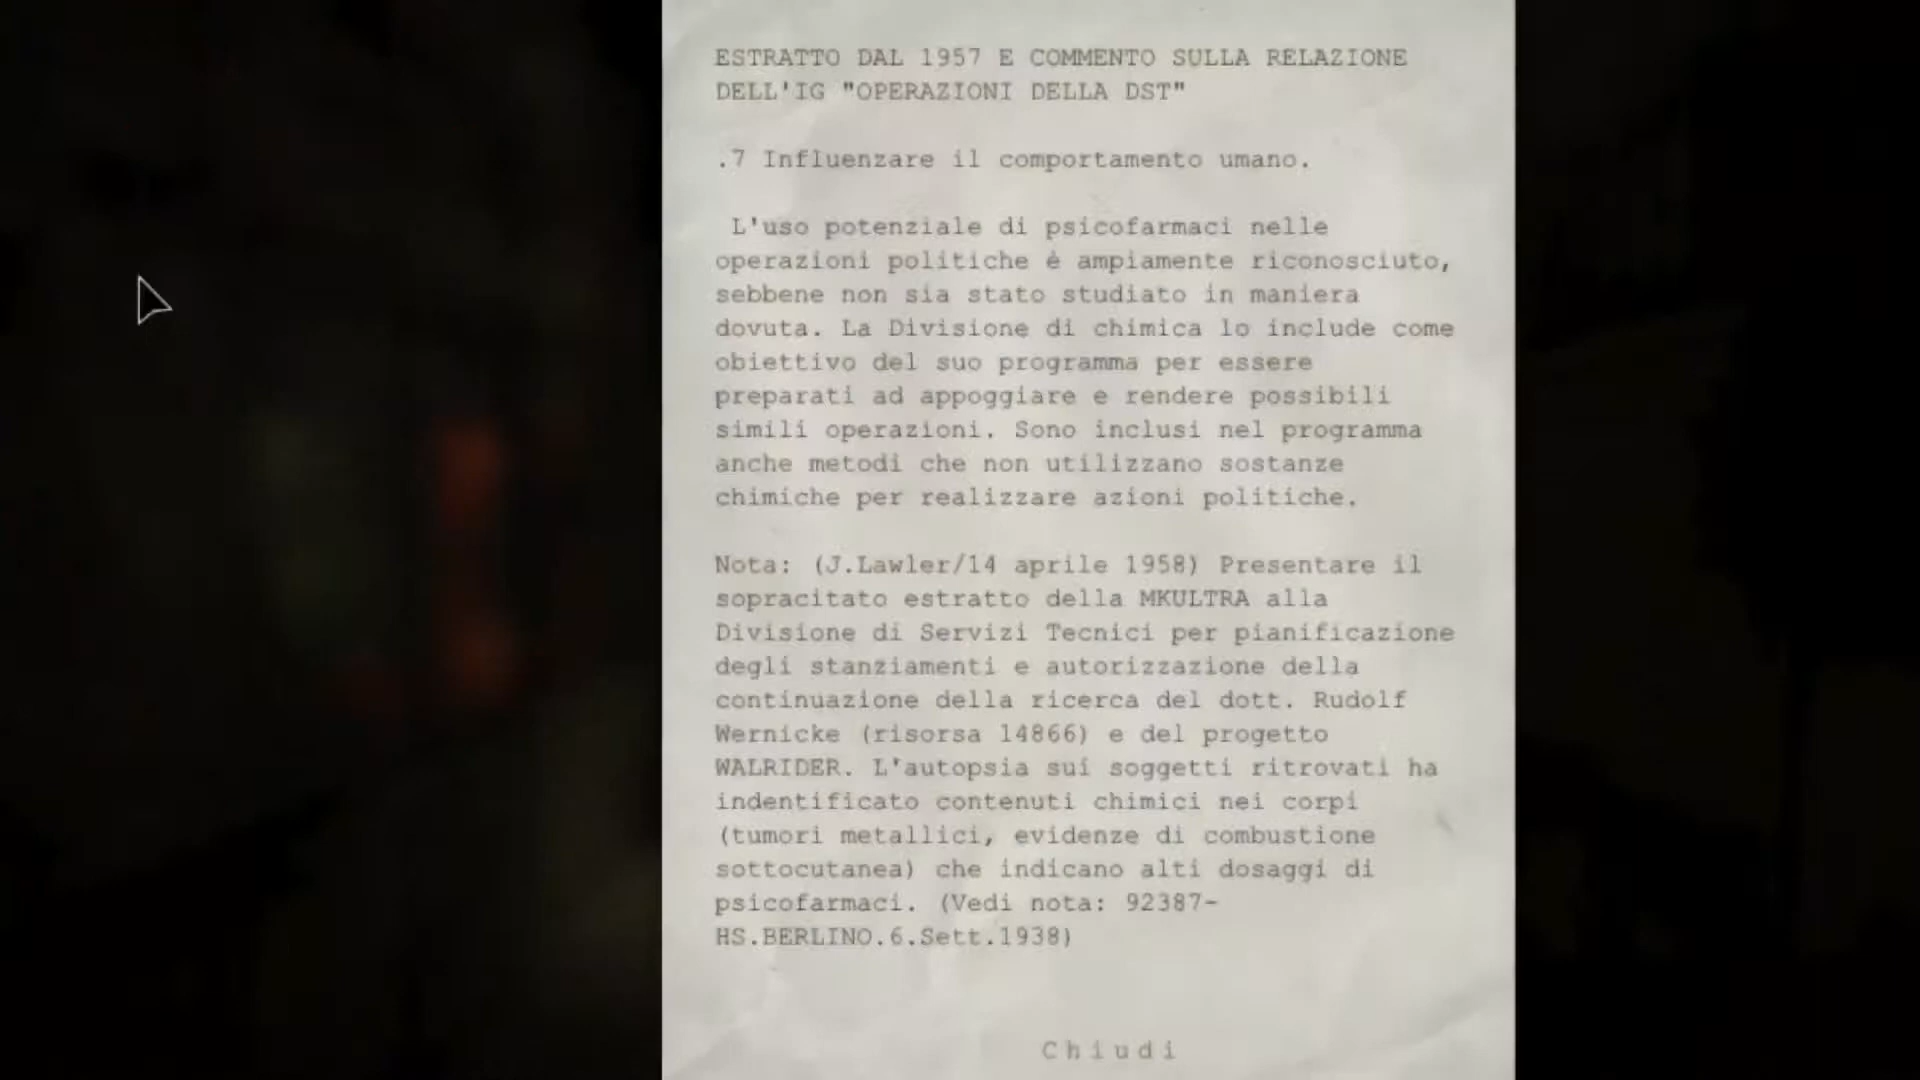 ESTRATTO DAL 1957 E COMMENTO SULLA RELAZIONE
DELL'IG "OPERAZIONI DELLA DST"
.7 Influenzare il comportamento umano.
L'uso potenziale di psicofarmaci nelle
operazioni politiche è ampiamente riconosciuto,
sebbene non sia stato studiato in maniera
dovuta. La Divisione di chimica lo include come
obiettivo del suo programma per essere
preparati ad appoggiare e rendere possibili
simili operazioni. Sono inclusi nel programma
anche metodi che non utilizzano sostanze
chimiche per realizzare azioni politiche.
Nota: (J.Lawler/14 aprile 1958) Presentare il
sopracitato estratto della MKULTRA alla
Divisione di Servizi Tecnici per pianificazione
degli stanziamenti e autorizzazione della
continuazione della ricerca del dott. Rudolf
Wernicke (risorsa 14866) e del progetto
WALRIDER. L'autopsia sui soggetti ritrovati ha
indentificato contenuti chimici nei corpi
(tumori metallici, evidenze di combustione
sottocutanea) che indicano alti dosaggi di
psicofarmaci. (Vedi nota: 92387-
HS.BERLINO.6.Sett.1938)
Chiudi